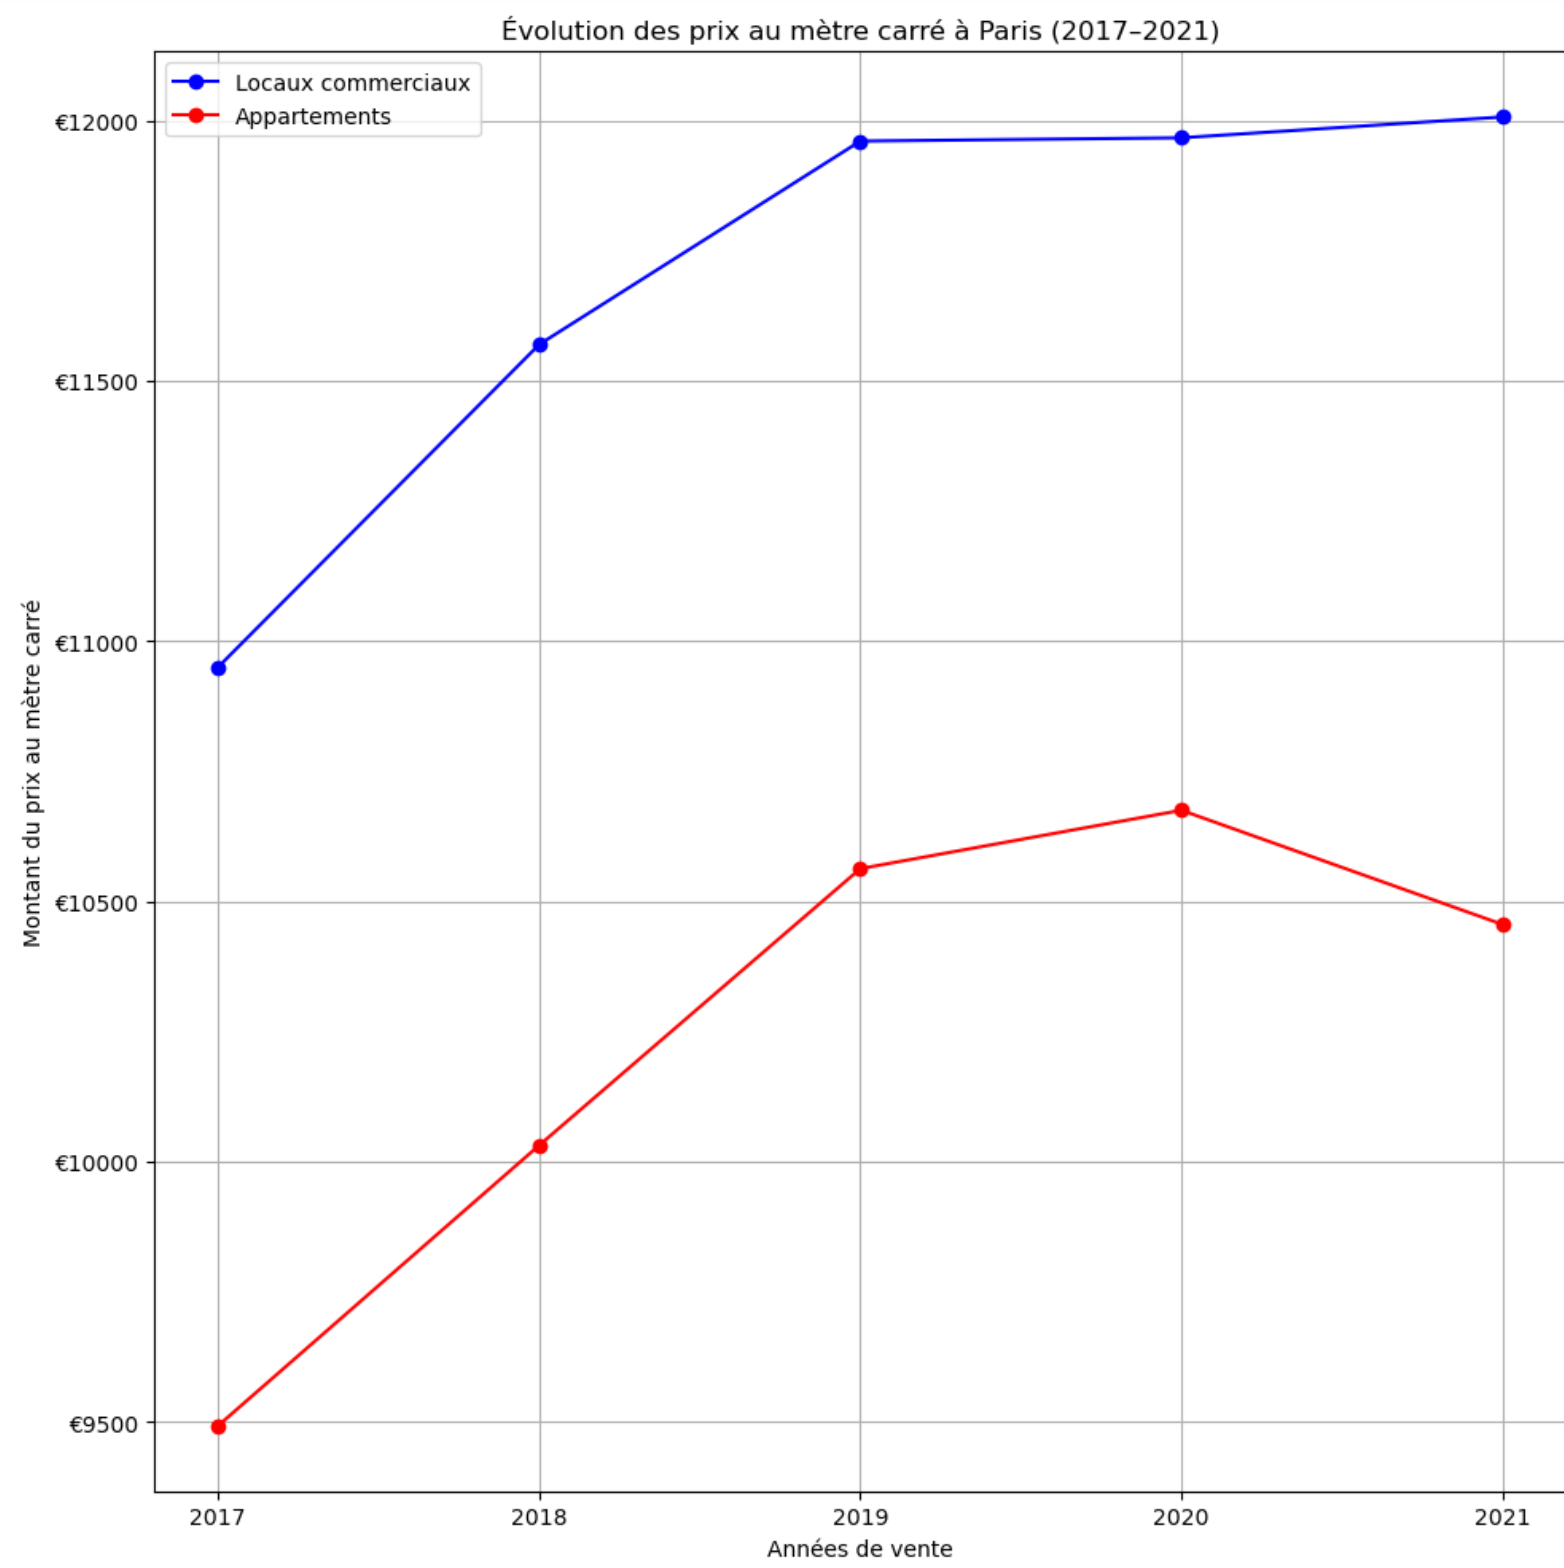 Évolution des prix au mètre carré à Paris (2017–2021)
Locaux commerciaux
Appartements
€12000
€11500
€11000
€10500
€10000
€9500
Montant du prix au mètre carré
2017 2018 2019 2020 2021
Années de vente